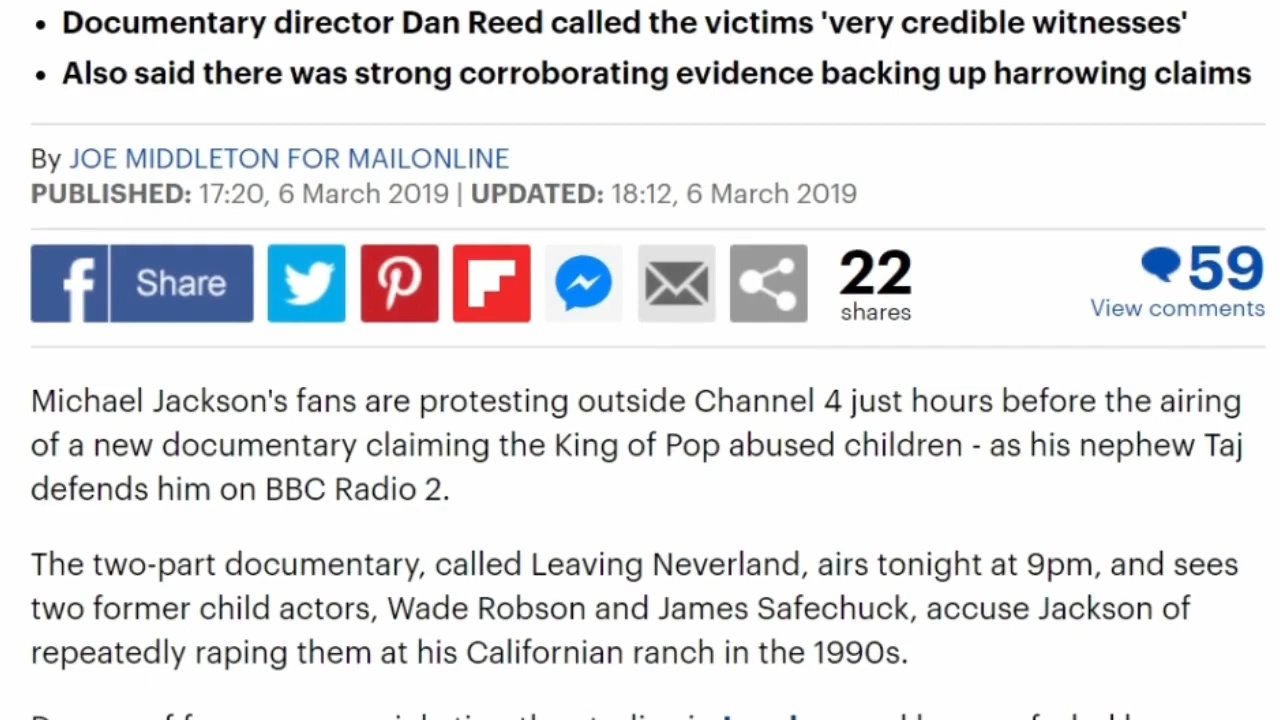 • Documentary director Dan Reed called the victims 'very credible witnesses'
• Also said there was strong corroborating evidence backing up harrowing claims
By JOE MIDDLETON FOR MAILONLINE
PUBLISHED: 17:20, 6 March 2019 | UPDATED: 18:12, 6 March 2019
Share
22
shares
59
View comments
Michael Jackson's fans are protesting outside Channel 4 just hours before the airing
of a new documentary claiming the King of Pop abused children - as his nephew Taj
defends him on BBC Radio 2.
The two-part documentary, called Leaving Neverland, airs tonight at 9pm, and sees
two former child actors, Wade Robson and James Safechuck, accuse Jackson of
repeatedly raping them at his Californian ranch in the 1990s.